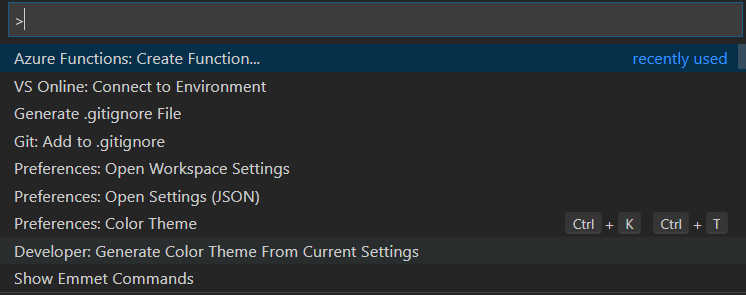 >
Azure Functions: Create Function... recently used
VS Online: Connect to Environment
Generate .gitignore File
Git: Add to .gitignore
Preferences: Open Workspace Settings
Preferences: Open Settings (JSON)
Preferences: Color Theme Ctrl + K Ctrl + T
Developer: Generate Color Theme From Current Settings
Show Emmet Commands